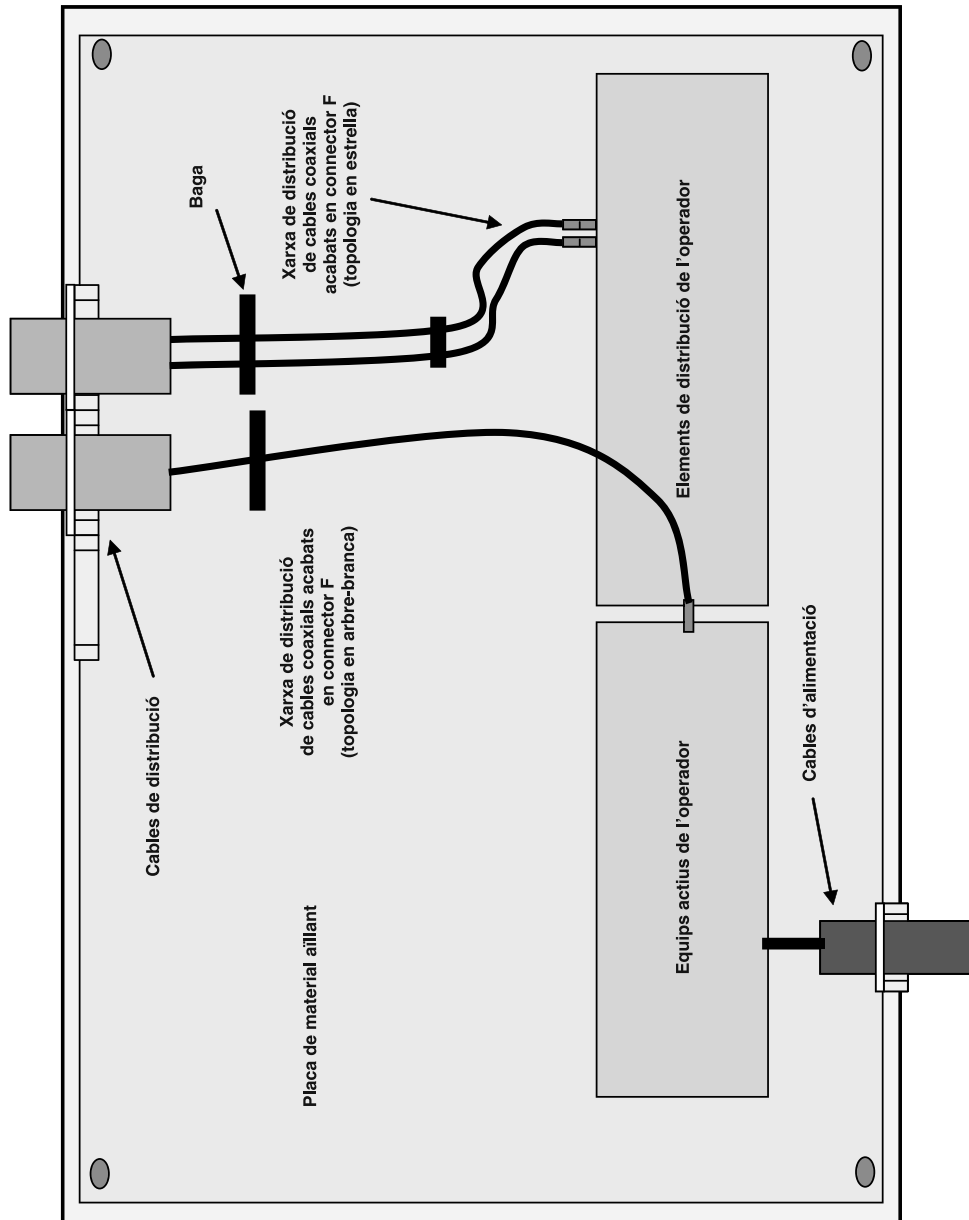 Baga
Xarxa de distribució
de cables coaxials
acabats en connector F
(topologia en estrella)
Elements de distribució de l'operador
Xarxa de distribució
de cables coaxials acabats
en connector F
(topologia en arbre-branca)
Cables de distribució
Cables d'alimentació
Equips actius de l'operador
Placa de material aïllant